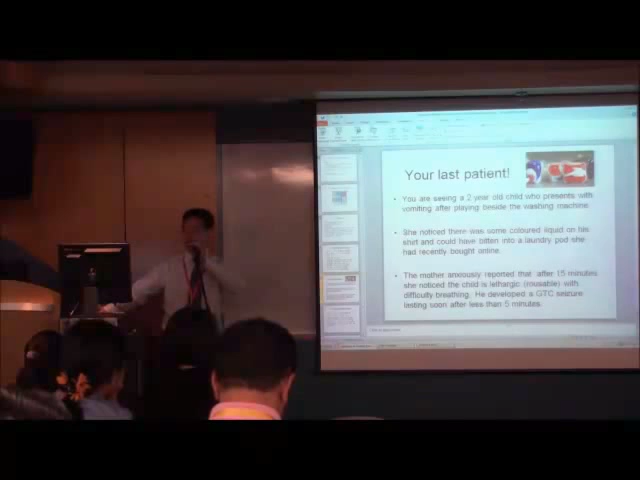 Your last patient!
• You are seeing a 2 year old child who presents with
vomiting after playing beside the washing machine.
• She noticed there was some coloured liquid on his
shirt and could have bitten into a laundry pod she
had recently bought online.
• The mother anxiously reported that after 15 minutes
she noticed the child is lethargic (rousable) with
difficulty breathing. He developed a GTC seizure
lasting soon after less than 5 minutes.